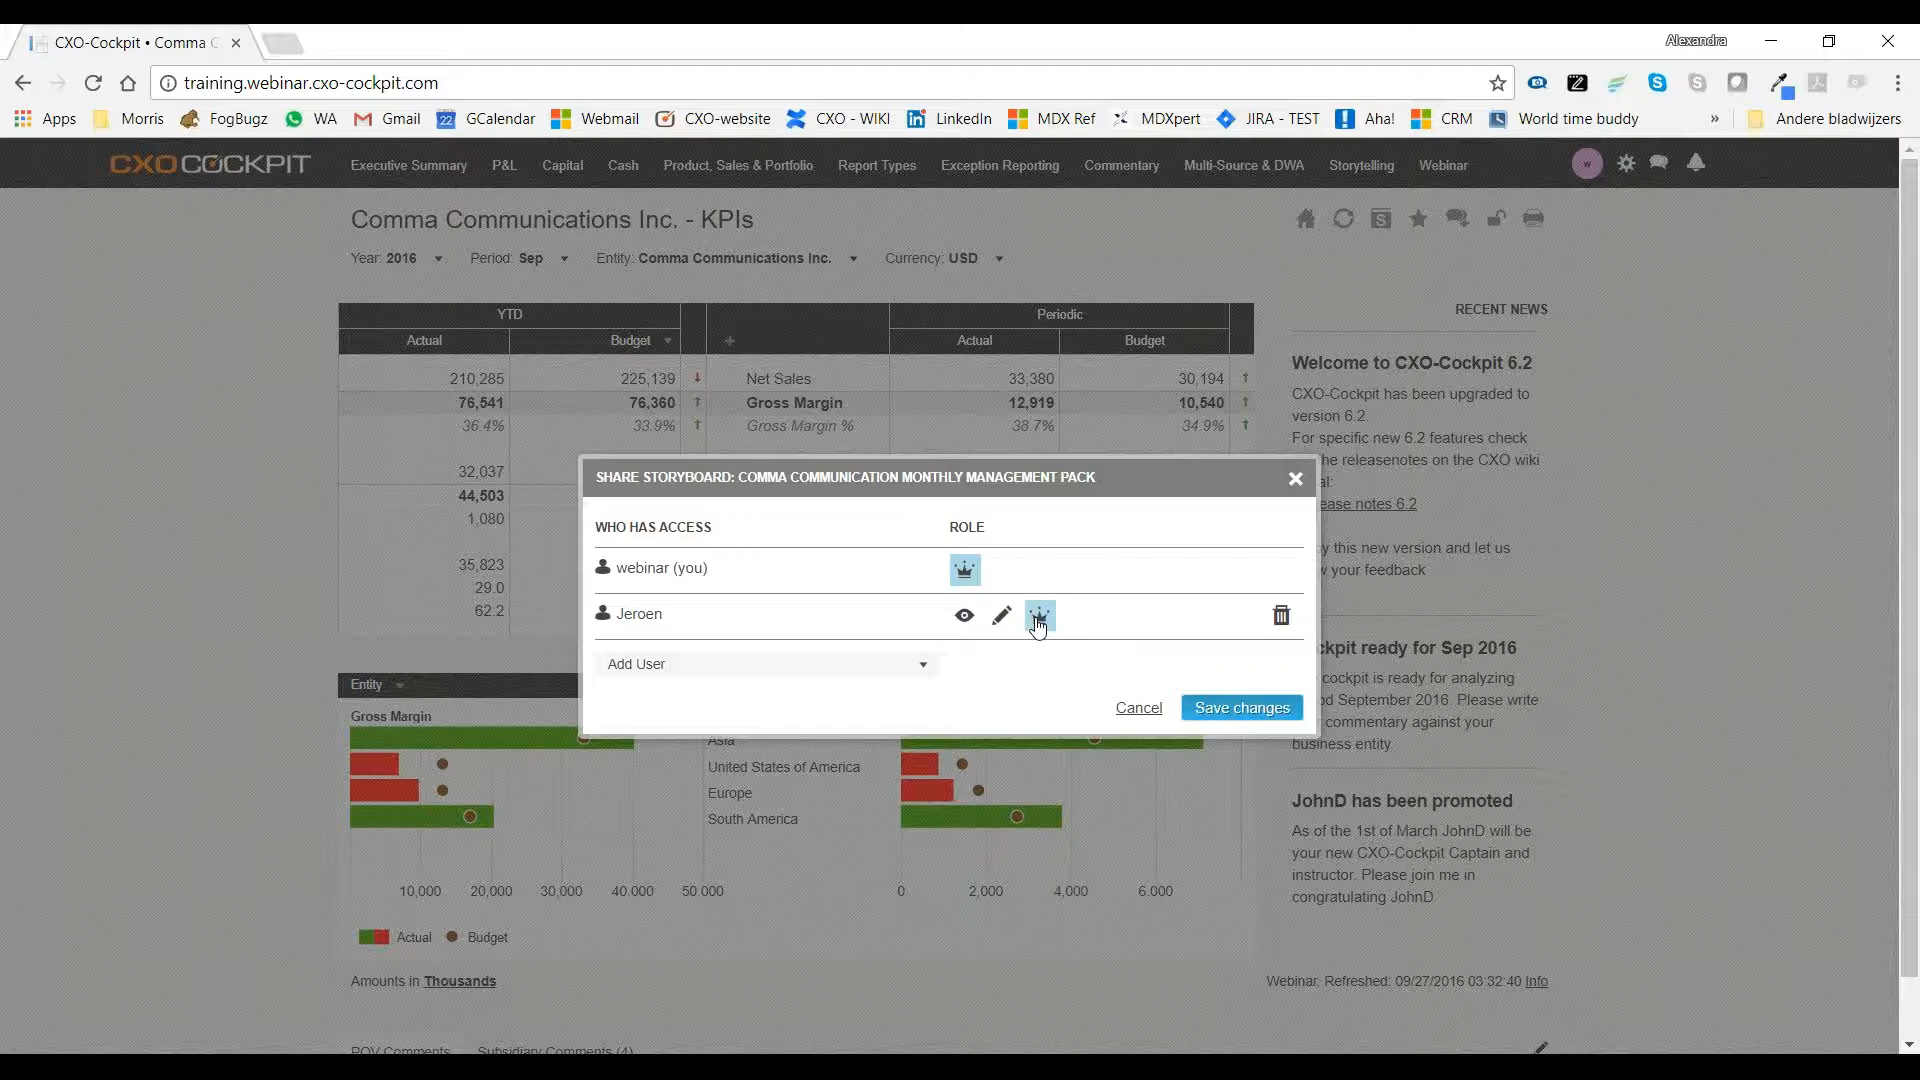 CXO-Cockpit • Comma C
Alexandra
training.webinar.cxo-cockpit.com
Apps Morris FogBugz WA Gmail 22 GCalendar Webmail CXO-website CXO - WIKI LinkedIn MDX Ref MDXpert JIRA - TEST Aha! CRM World time buddy » Andere bladwijzers
CXOCOCKPIT Executive Summary P&L Capital Cash Product, Sales & Portfolio Report Types Exception Reporting Commentary Multi-Source & DWA Storytelling Webinar w
Comma Communications Inc. - KPIs
Year: 2016 Period: Sep Entity: Comma Communications Inc. Currency: USD
YTD Periodic
Actual Budget Actual Budget
210,285 225,139 Net Sales 33,380 30,194
76,541 76,360 Gross Margin 12,919 10,540
36.4% 33.9% Gross Margin % 38.7% 34.9%
32,037
44,503
1,080
35,823
29.0
62.2
RECENT NEWS
Welcome to CXO-Cockpit 6.2
CXO-Cockpit has been upgraded to
version 6.2.
For specific new 6.2 features check
he releasenotes on the CXO wiki
al:
ease notes 6.2
y this new version and let us
your feedback
SHARE STORYBOARD: COMMA COMMUNICATION MONTHLY MANAGEMENT PACK
WHO HAS ACCESS ROLE
webinar (you)
Jeroen
Add User
Cancel Save changes
ckpit ready for Sep 2016
cockpit is ready for analyzing
od September 2016. Please write
commentary against your
business entity.
JohnD has been promoted
As of the 1st of March JohnD will be
your new CXO-Cockpit Captain and
instructor. Please join me in
congratulating JohnD
Entity
Gross Margin
Asia
United States of America
Europe
South America
10,000 20,000 30,000 40,000 50,000 0 2,000 4,000 6,000
Actual Budget
Amounts in Thousands
Webinar, Refreshed: 09/27/2016 03:32:40 Info
POV Comments Subsidiary Comments (4)